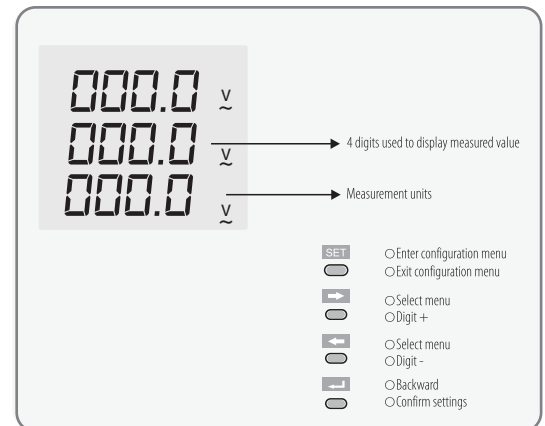 000.0 V~
000.0 V~
4 digits used to display measured value
000.0 V~
Measurement units
SET
○ Enter configuration menu
○ Exit configuration menu
○ Select menu
○ Digit +
○ Select menu
○ Digit -
○ Backward
○ Confirm settings